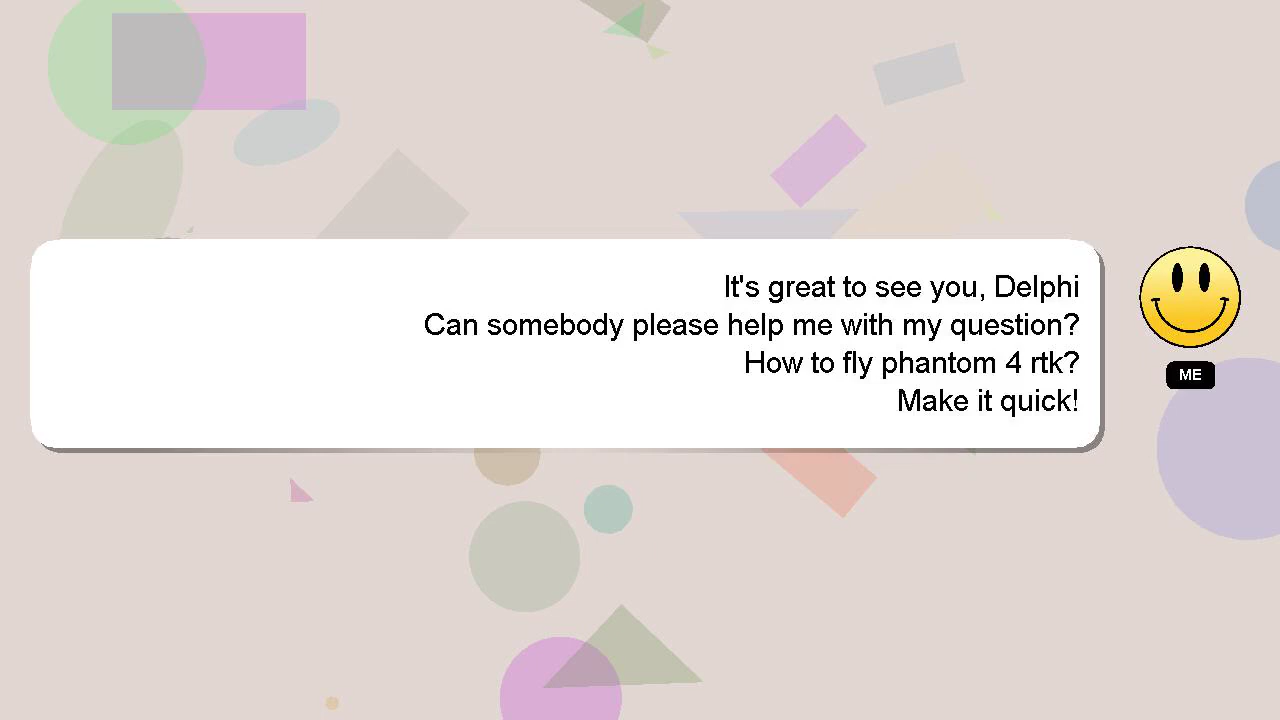 It's great to see you, Delphi
Can somebody please help me with my question?
How to fly phantom 4 rtk?
Make it quick!
ME